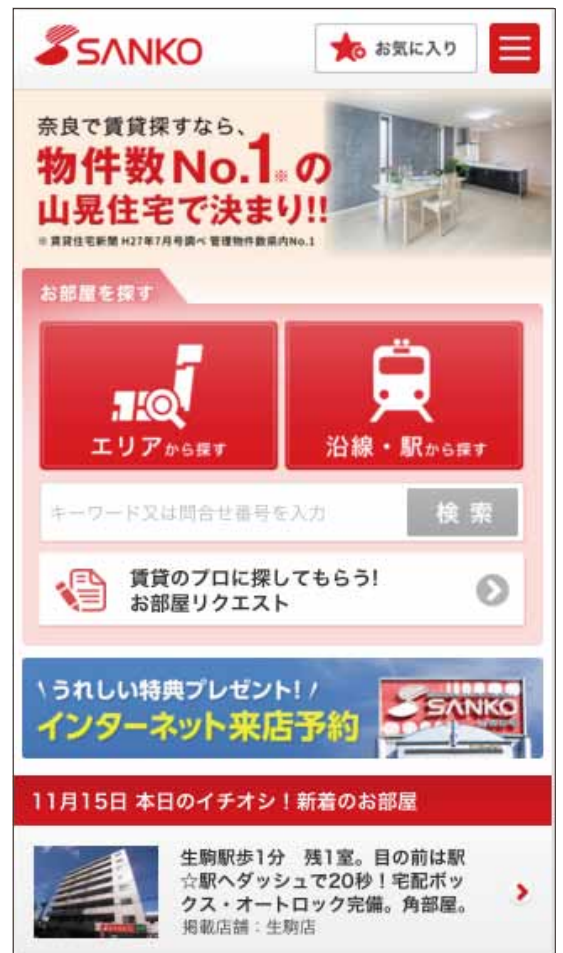 SANKO
お気に入り
奈良で賃貸探すなら、
物件数No.1※の
山晃住宅で決まり!!
※賃貸住宅新聞 H27年7月号調べ 管理物件数県内No.1
お部屋を探す
エリアから探す
沿線・駅から探す
キーワード又は問合せ番号を入力
検索
賃貸のプロに探してもらう!
お部屋リクエスト
\うれしい特典プレゼント!/
インターネット来店予約
SANKO
11月15日 本日のイチオシ！新着のお部屋
生駒駅歩1分　残1室。目の前は駅
☆駅へダッシュで20秒！宅配ボッ
クス・オートロック完備。角部屋。
掲載店舗：生駒店